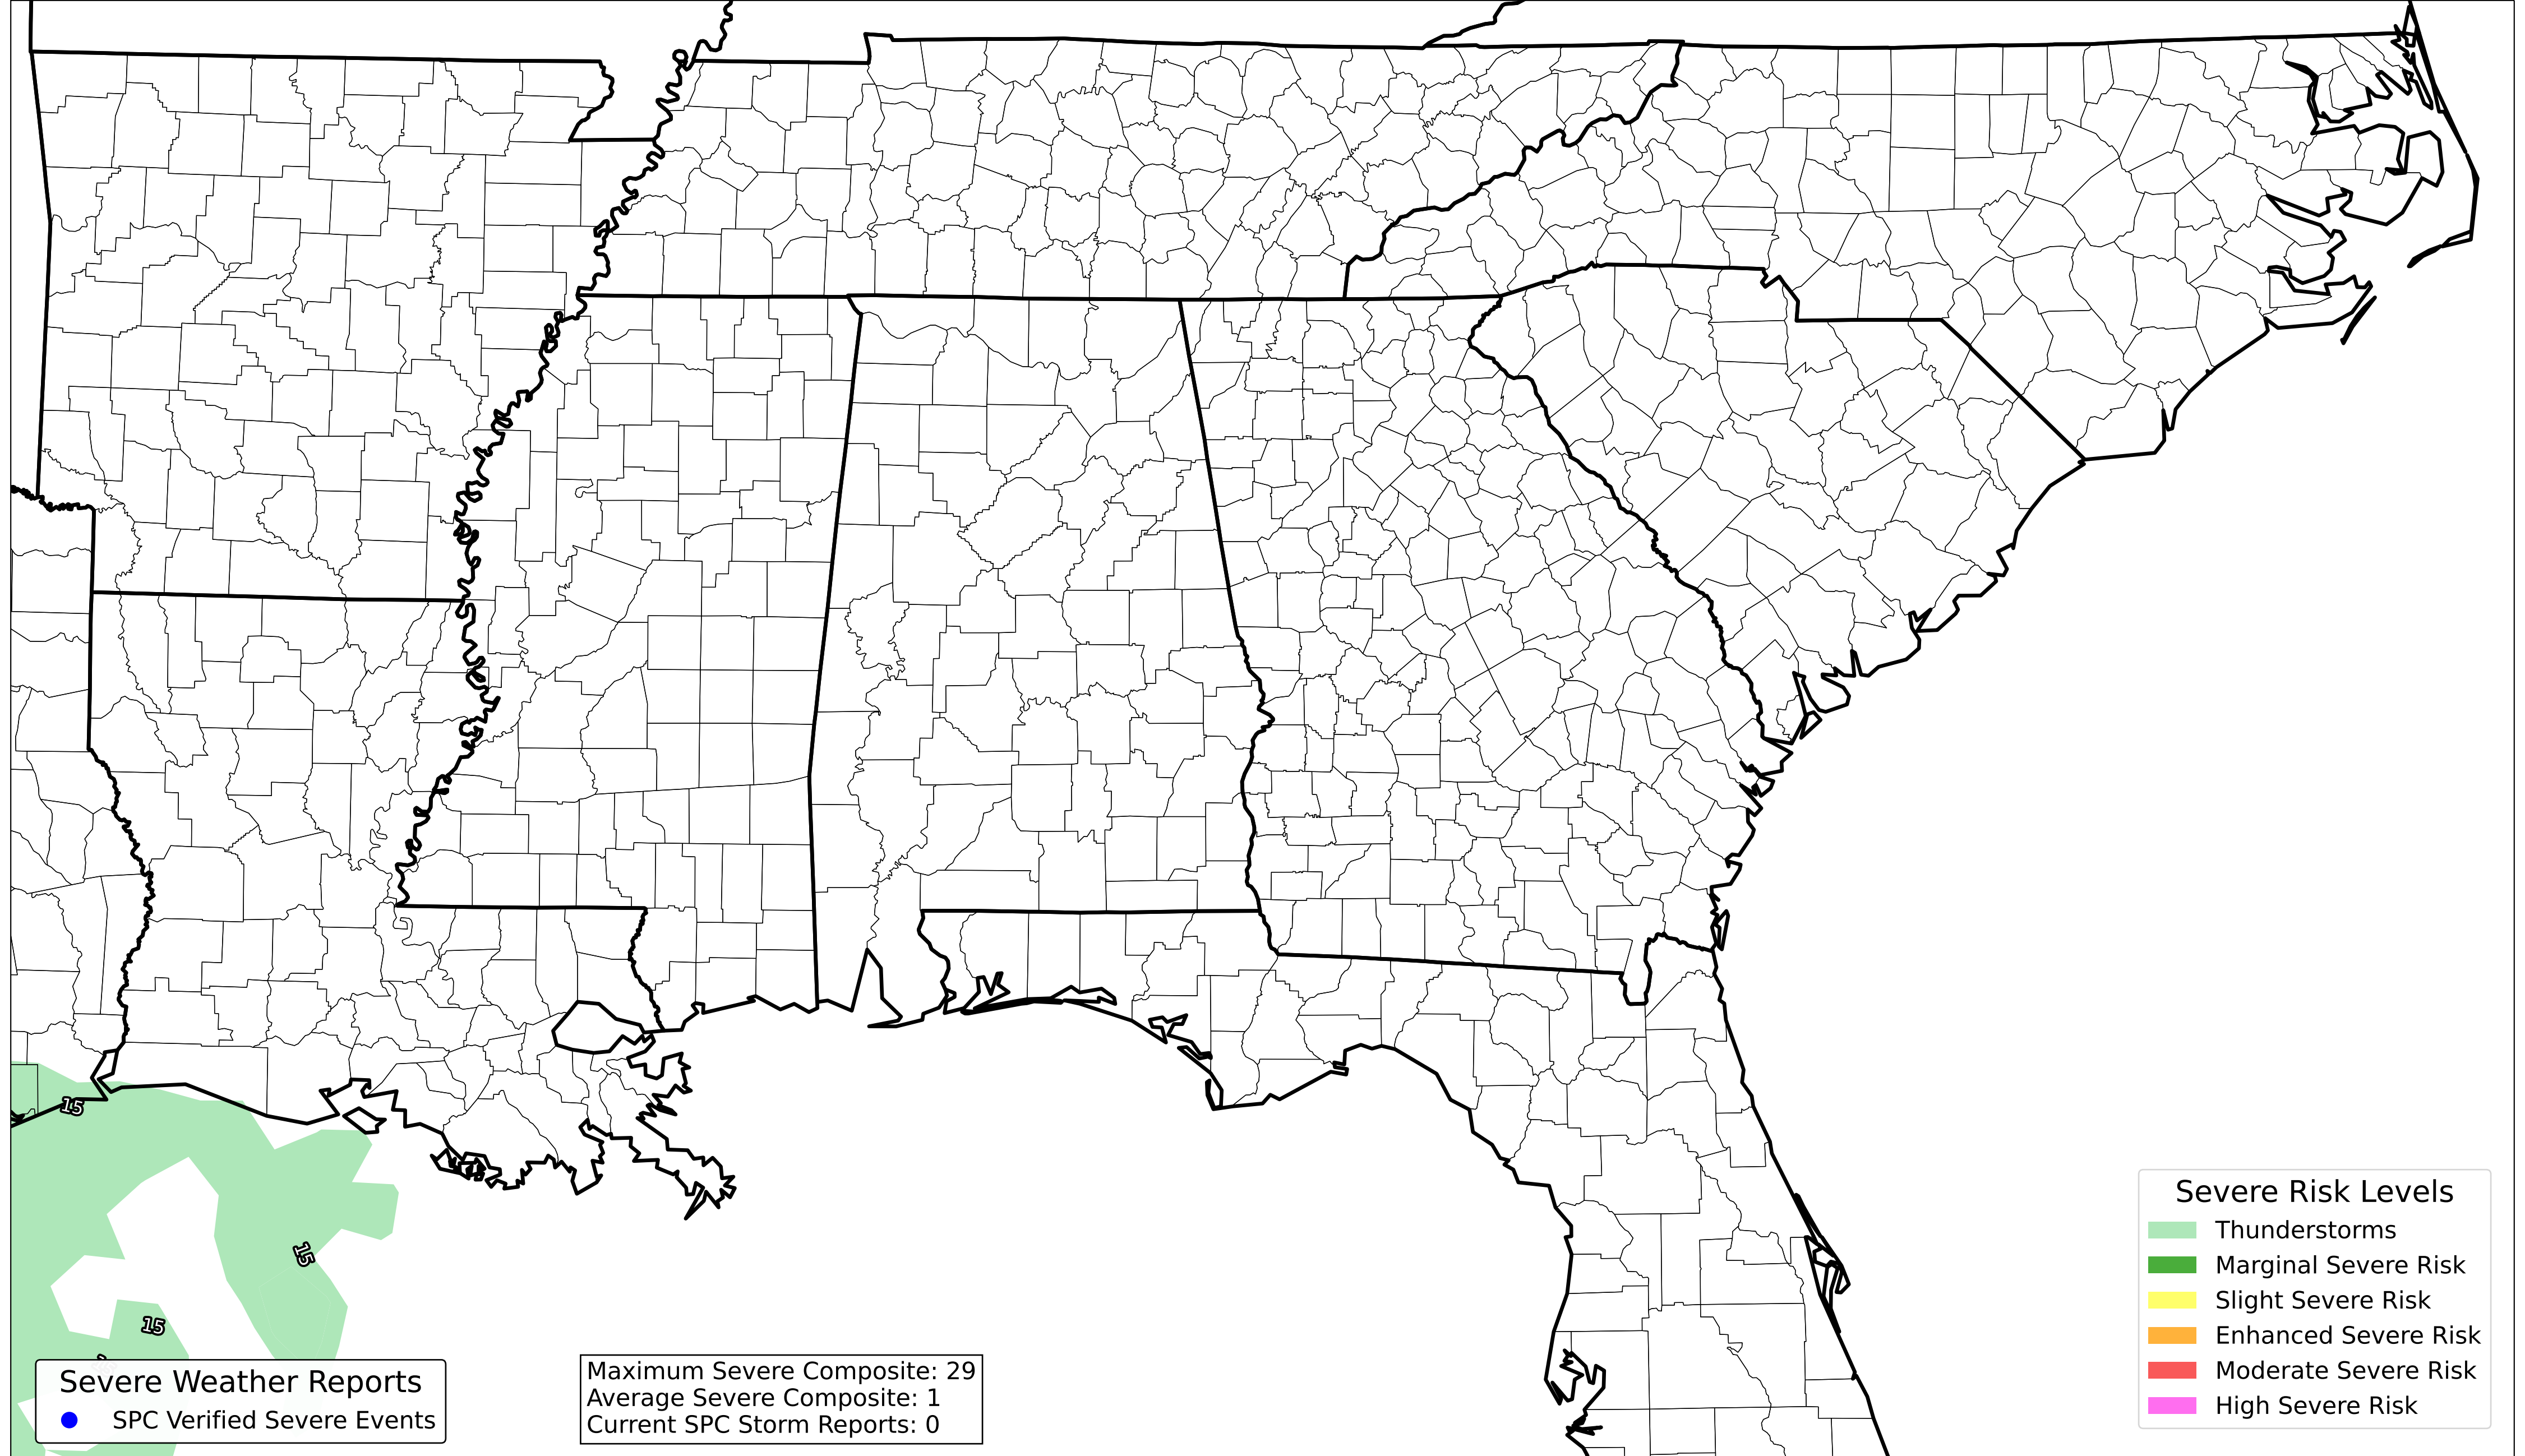 15
15
15
Severe Risk Levels
Thunderstorms
Marginal Severe Risk
Slight Severe Risk
Enhanced Severe Risk
Moderate Severe Risk
High Severe Risk
Severe Weather Reports
SPC Verified Severe Events
Maximum Severe Composite: 29
Average Severe Composite: 1
Current SPC Storm Reports: 0